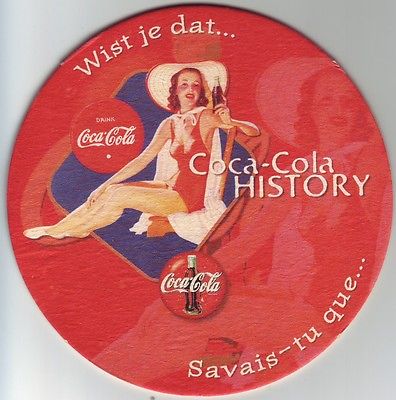 Wist je dat...
DRINK
Coca-Cola
Coca-Cola
HISTORY
Coca-Cola
Savais-tu que...